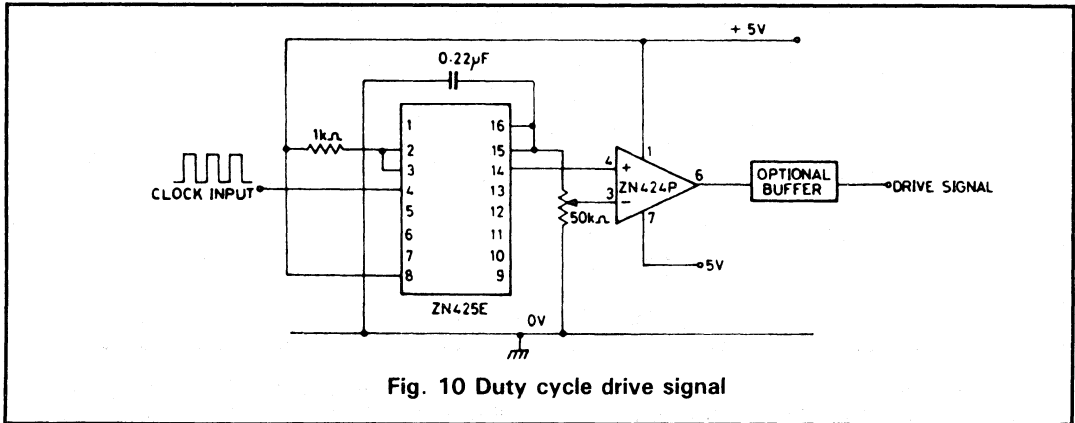 + 5V
0.22µF
1kΩ
1
2
3
4
5
6
7
8
16
15
14
13
12
11
10
9
ZN425E
CLOCK INPUT
50kΩ
4
+
3
−
ZN424P
1
6
7
5V
OPTIONAL
BUFFER
DRIVE SIGNAL
0V
Fig. 10 Duty cycle drive signal